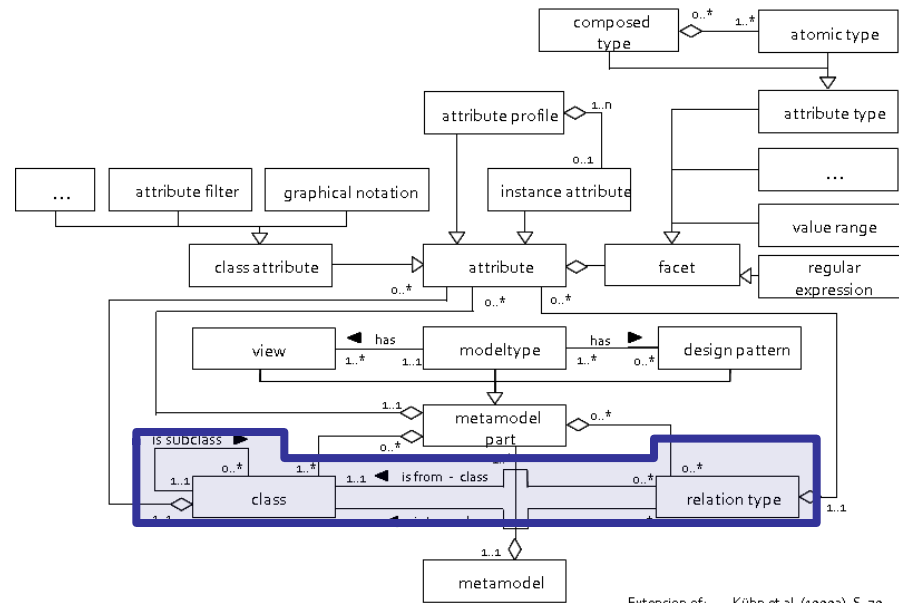 composed
type
0..*
1..*
atomic type
attribute profile
1..n
attribute type
0..1
...
attribute filter
graphical notation
instance attribute
...
value range
class attribute
attribute
facet
regular
expression
0..*
0..*
0..*
view
◄ has
1..*
1..1
modeltype
has ►
1..*
0..*
design pattern
1..1
metamodel
part
0..*
0..*
is subclass ►
0..*
1..1
1..*
1..1
◄ is from - class
0..*
0..*
class
relation type
1..1
1..1
metamodel